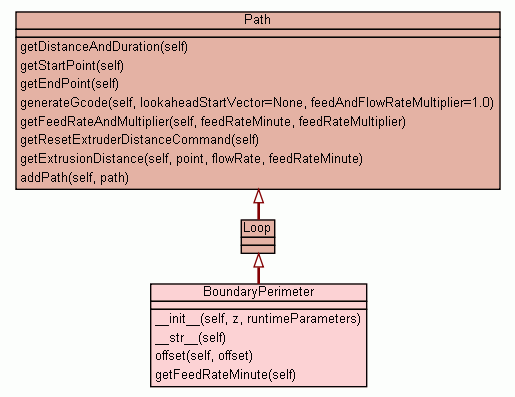 Path
getDistanceAndDuration(self)
getStartPoint(self)
getEndPoint(self)
generateGcode(self, lookaheadStartVector=None, feedAndFlowRateMultiplier=1.0)
getFeedRateAndMultiplier(self, feedRateMinute, feedRateMultiplier)
getResetExtruderDistanceCommand(self)
getExtrusionDistance(self, point, flowRate, feedRateMinute)
addPath(self, path)
Loop
BoundaryPerimeter
__init__(self, z, runtimeParameters)
__str__(self)
offset(self, offset)
getFeedRateMinute(self)